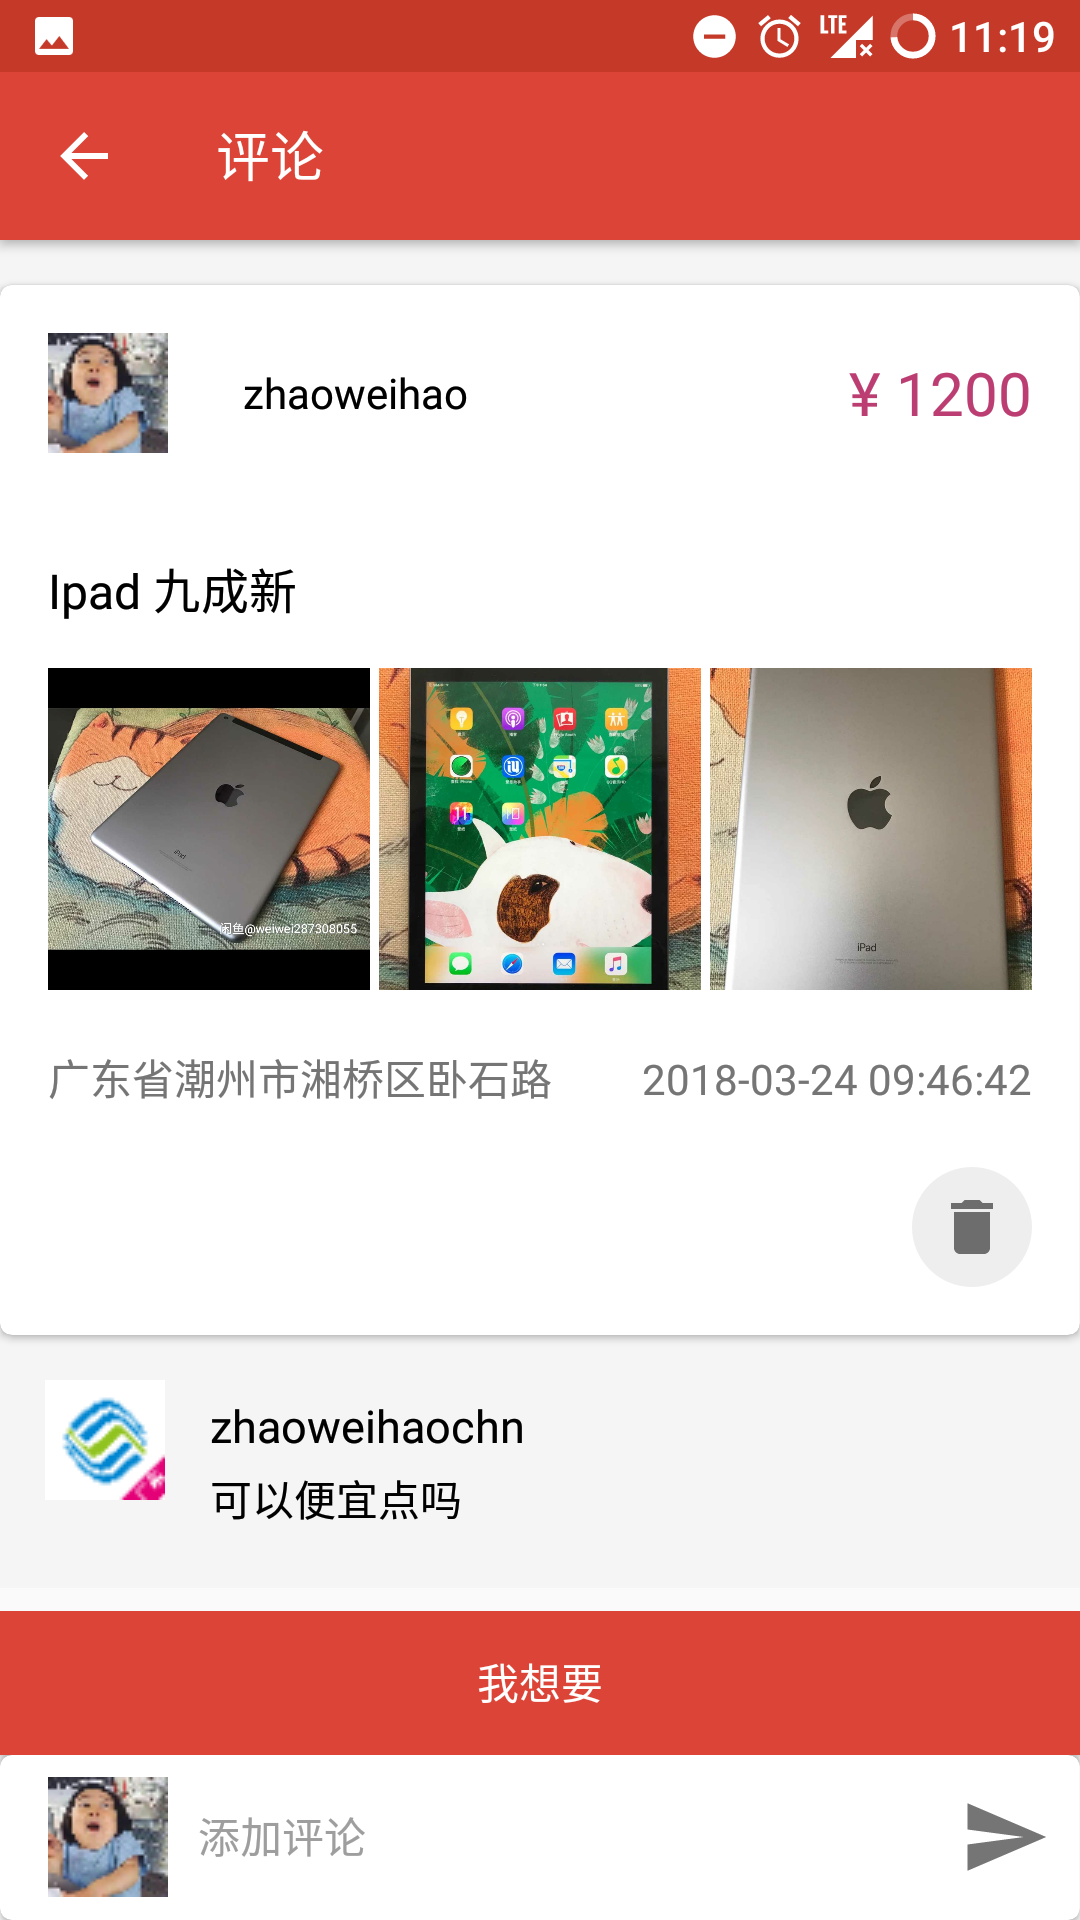 LTE 11:19
评论
zhaoweihao ¥ 1200
Ipad 九成新
闲鱼@weiwei287308055
iPad
iPad
广东省潮州市湘桥区卧石路 2018-03-24 09:46:42
zhaoweihaochn
可以便宜点吗
我想要
添加评论